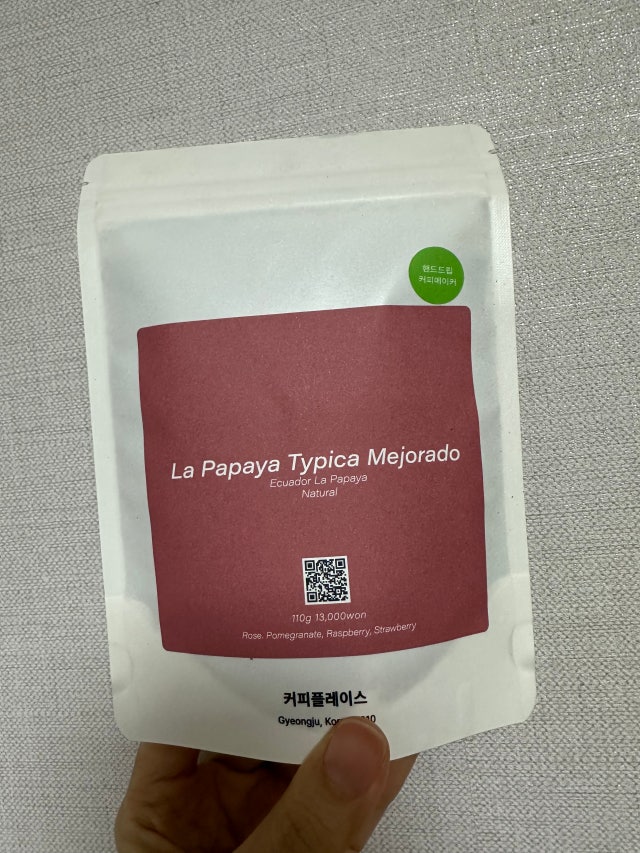 핸드드립
커피메이커
La Papaya Typica Mejorado
Ecuador La Papaya
Natural
110g 13,000won
Rose. Pomegranate, Raspberry, Strawberry
커피플레이스
Gyeongju,